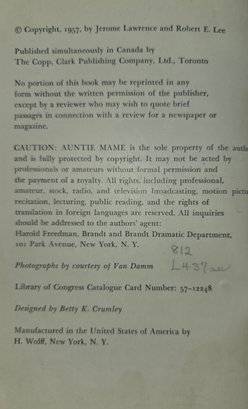 © Copyright, 1957, by Jerome Lawrence and Robert E. Lee
Published simultaneously in Canada by
The Copp, Clark Publishing Company, Ltd., Toronto
No portion of this book may be reprinted in any
form without the written permission of the publisher,
except by a reviewer who may wish to quote brief
passages in connection with a review for a newspaper or
magazine.
CAUTION: AUNTIE MAME is the sole property of the auth
and is fully protected by copyright. It may not be acted by
professionals or amateurs without formal permission and
the payment of a royalty. All rights, including professional,
amateur, stock, radio, and television broadcasting, motion pictu
recitation, lecturing, public reading, and the rights of
translation in foreign languages are reserved. All inquiries
should be addressed to the authors' agent:
Harold Freedman, Brandt and Brandt Dramatic Department,
101 Park Avenue, New York, N. Y.
812
Photographs by courtesy of Van Damm
L437au
Library of Congress Catalogue Card Number: 57-12248
Designed by Betty K. Crumley
Manufactured in the United States of America by
H. Wolff, New York, N. Y.